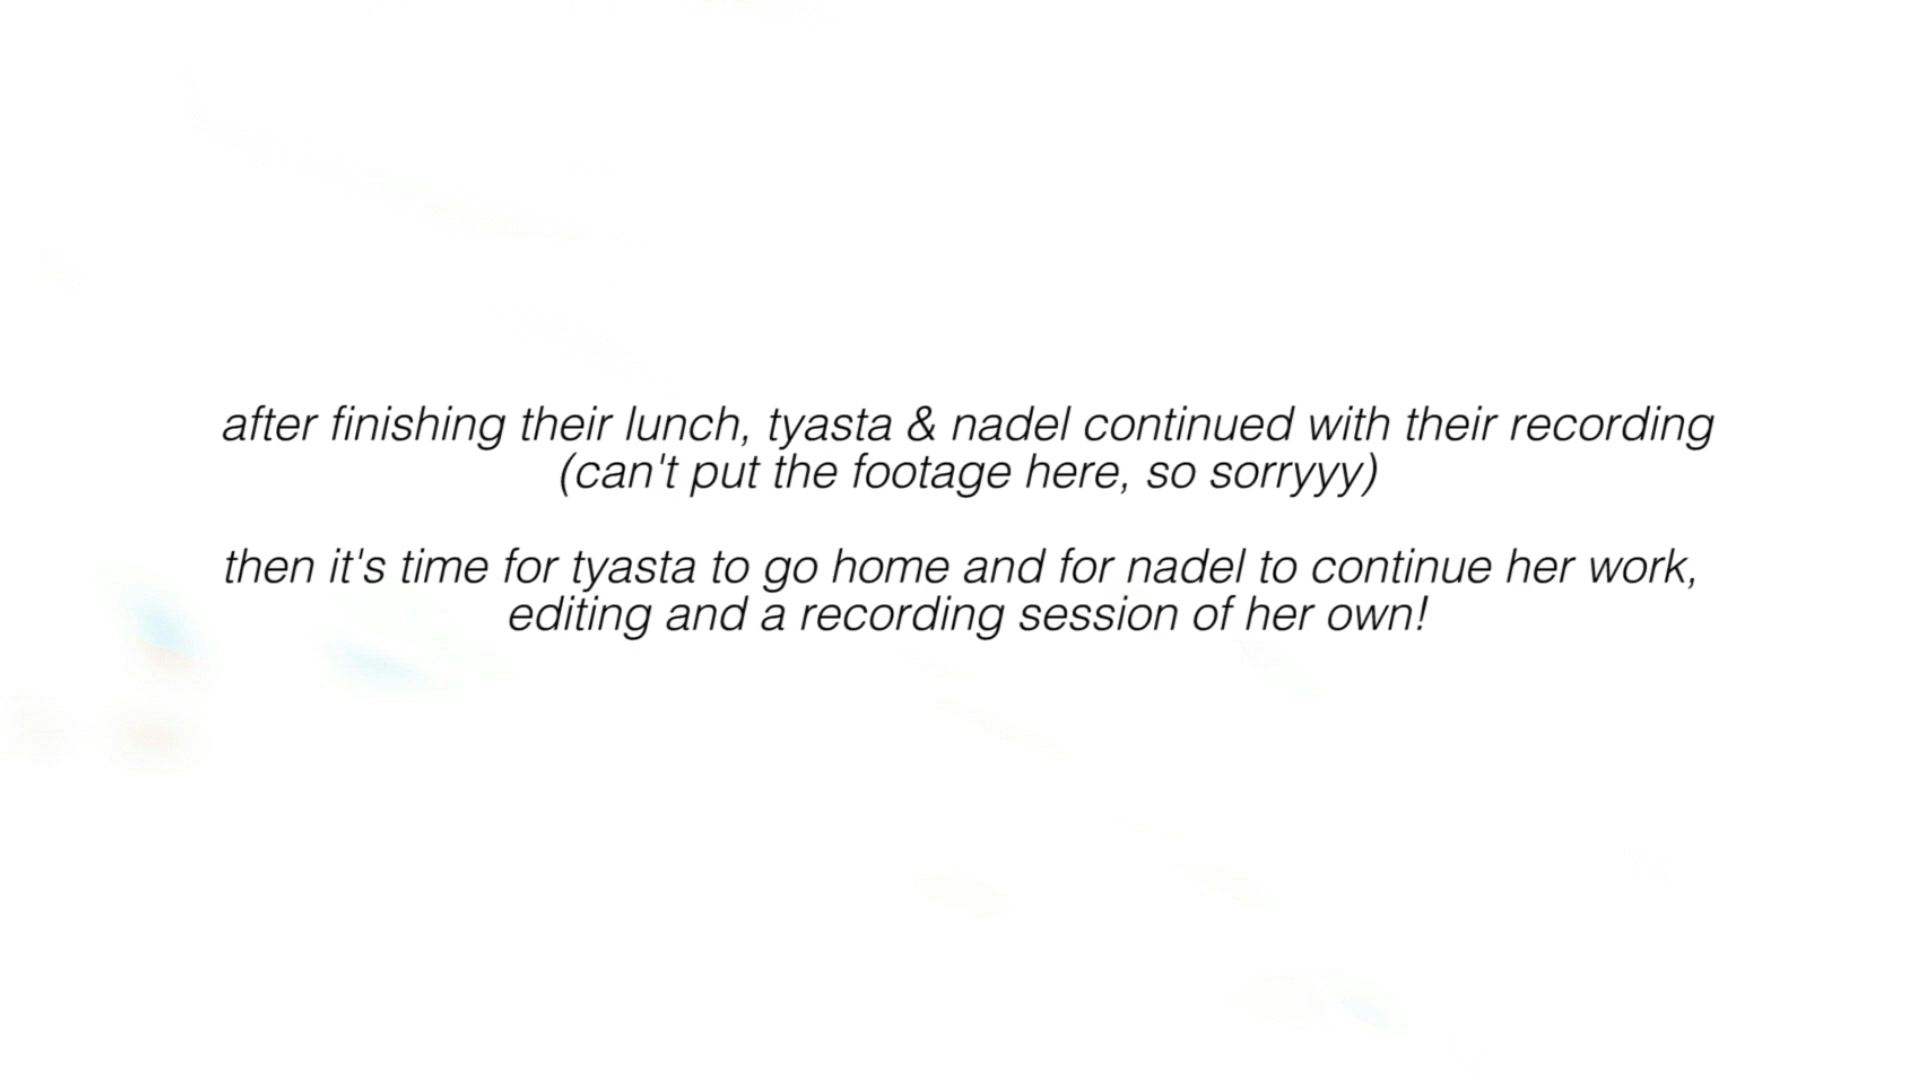 after finishing their lunch, tyasta & nadel continued with their recording
(can't put the footage here, so sorryyy)
then it's time for tyasta to go home and for nadel to continue her work,
editing and a recording session of her own!